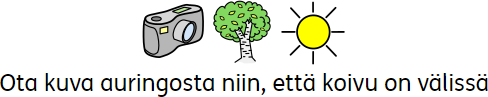 Ota kuva auringosta niin, että koivu on välissä